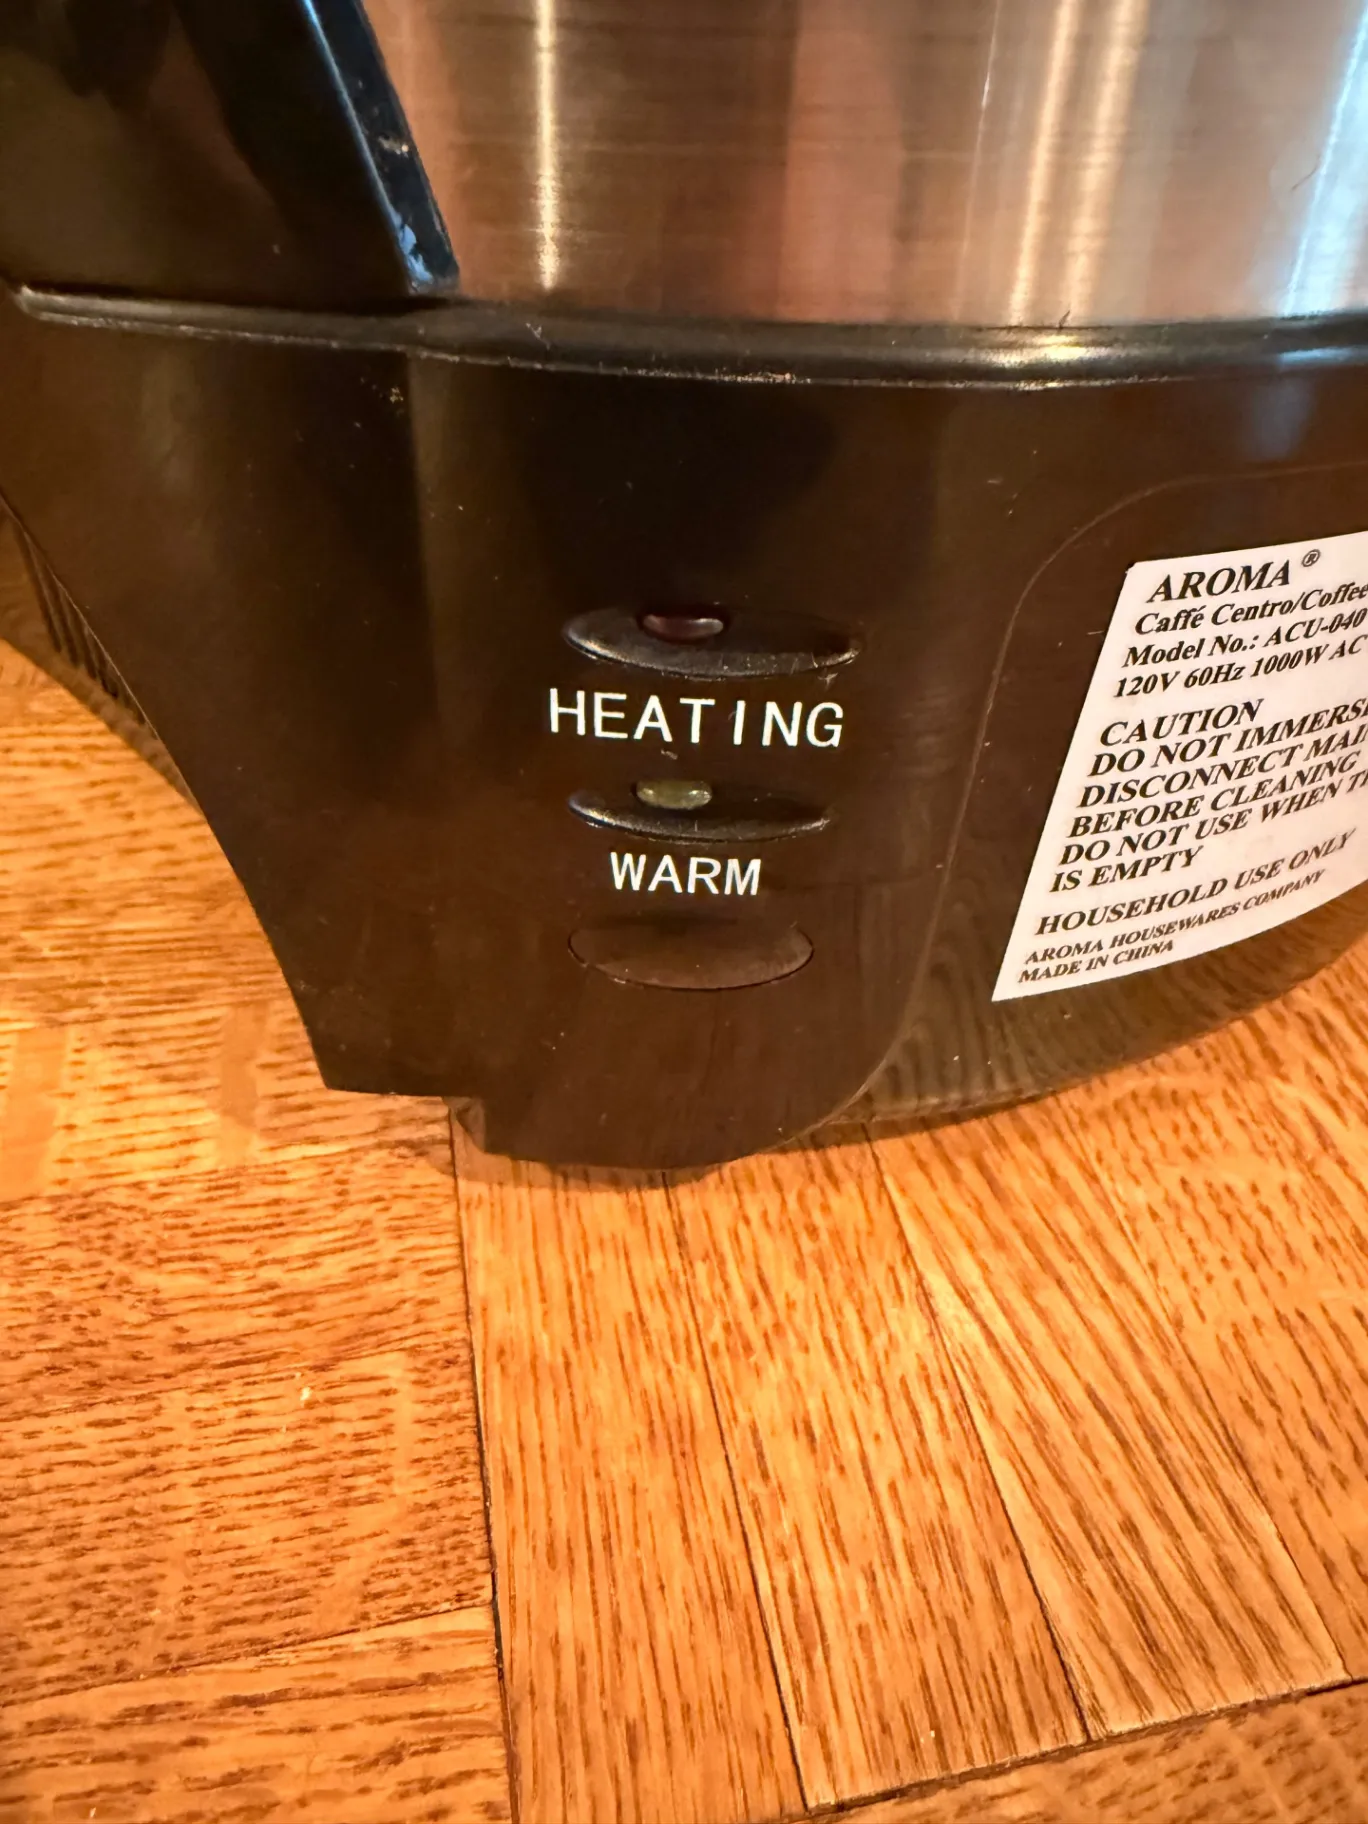 HEATING
WARM
AROMA ®
Caffé Centro/Coffee
Model No.: ACU-040
120V 60Hz 1000W AC
CAUTION
DO NOT IMMERSE
DISCONNECT
BEFORE CLEANING
DO NOT USE WHEN
IS EMPTY
HOUSEHOLD USE ONLY
AROMA HOUSEWARES COMPANY
MADE IN CHINA